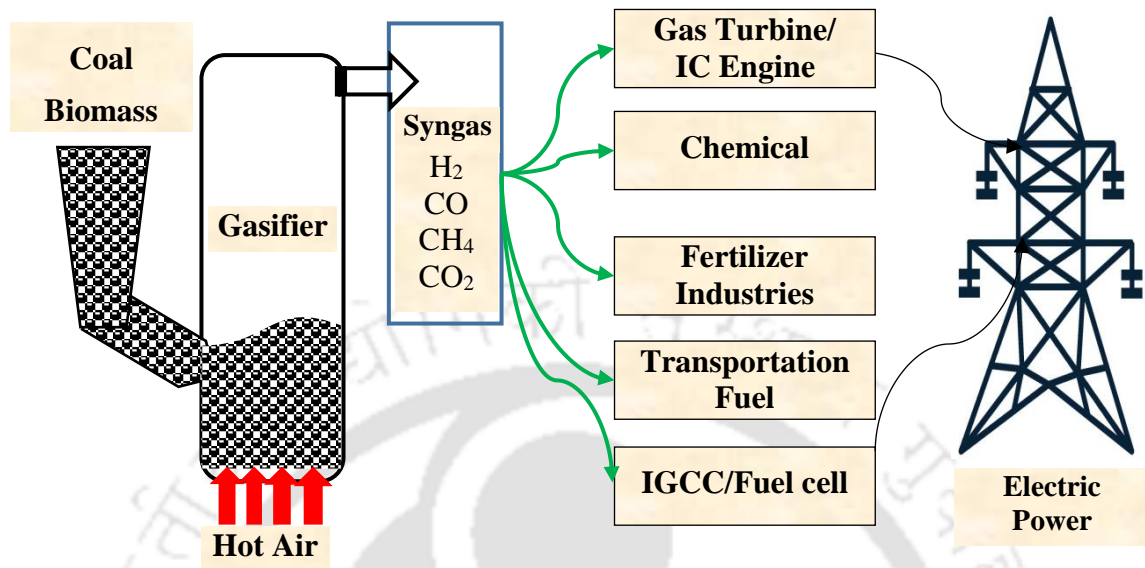 Coal
Biomass
Gasifier
Hot Air
Syngas
H₂
CO
CH₄
CO₂
Gas Turbine/
IC Engine
Chemical
Fertilizer
Industries
Transportation
Fuel
IGCC/Fuel cell
Electric
Power